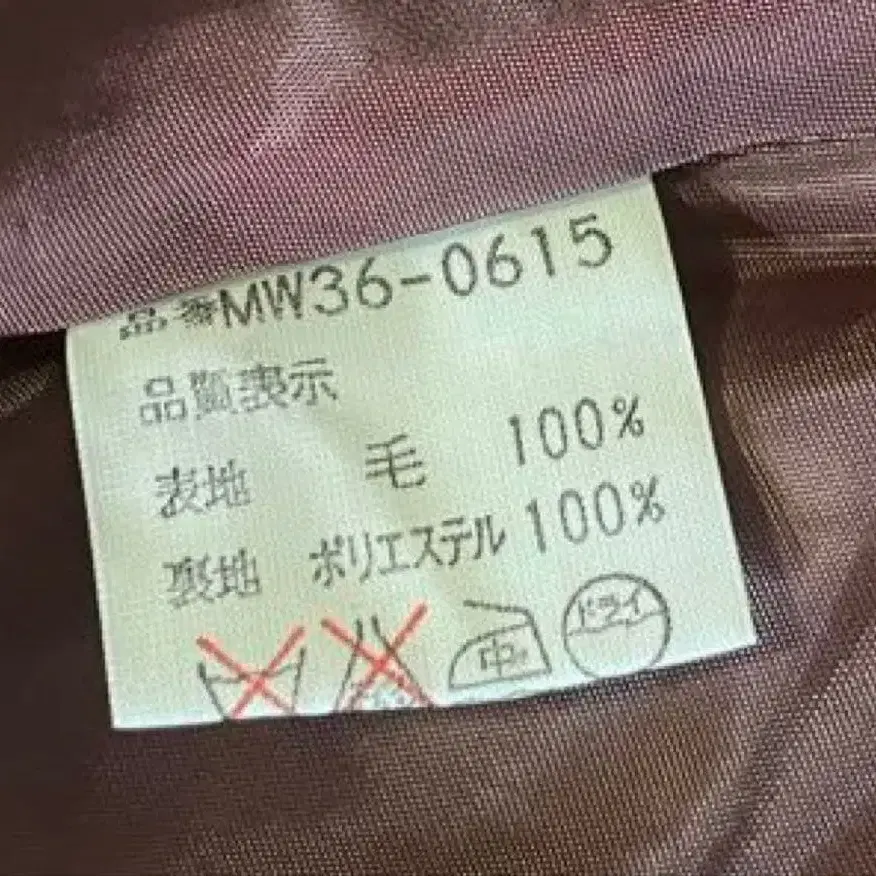 品番MW36-0615
品質表示
表地 毛 100%
裏地 ポリエステル 100%
中 ドライ